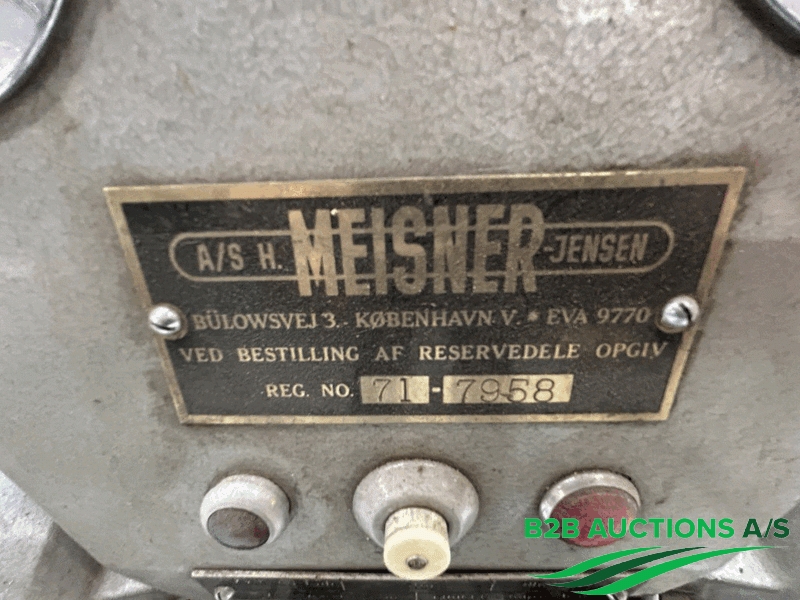 A/S H. MEISNER-JENSEN
BÜLOWSVEJ 3. KØBENHAVN V. * EVA 9770
VED BESTILLING AF RESERVEDELE OPGIV
REG. NO. 71-7958
B2B AUCTIONS A/S